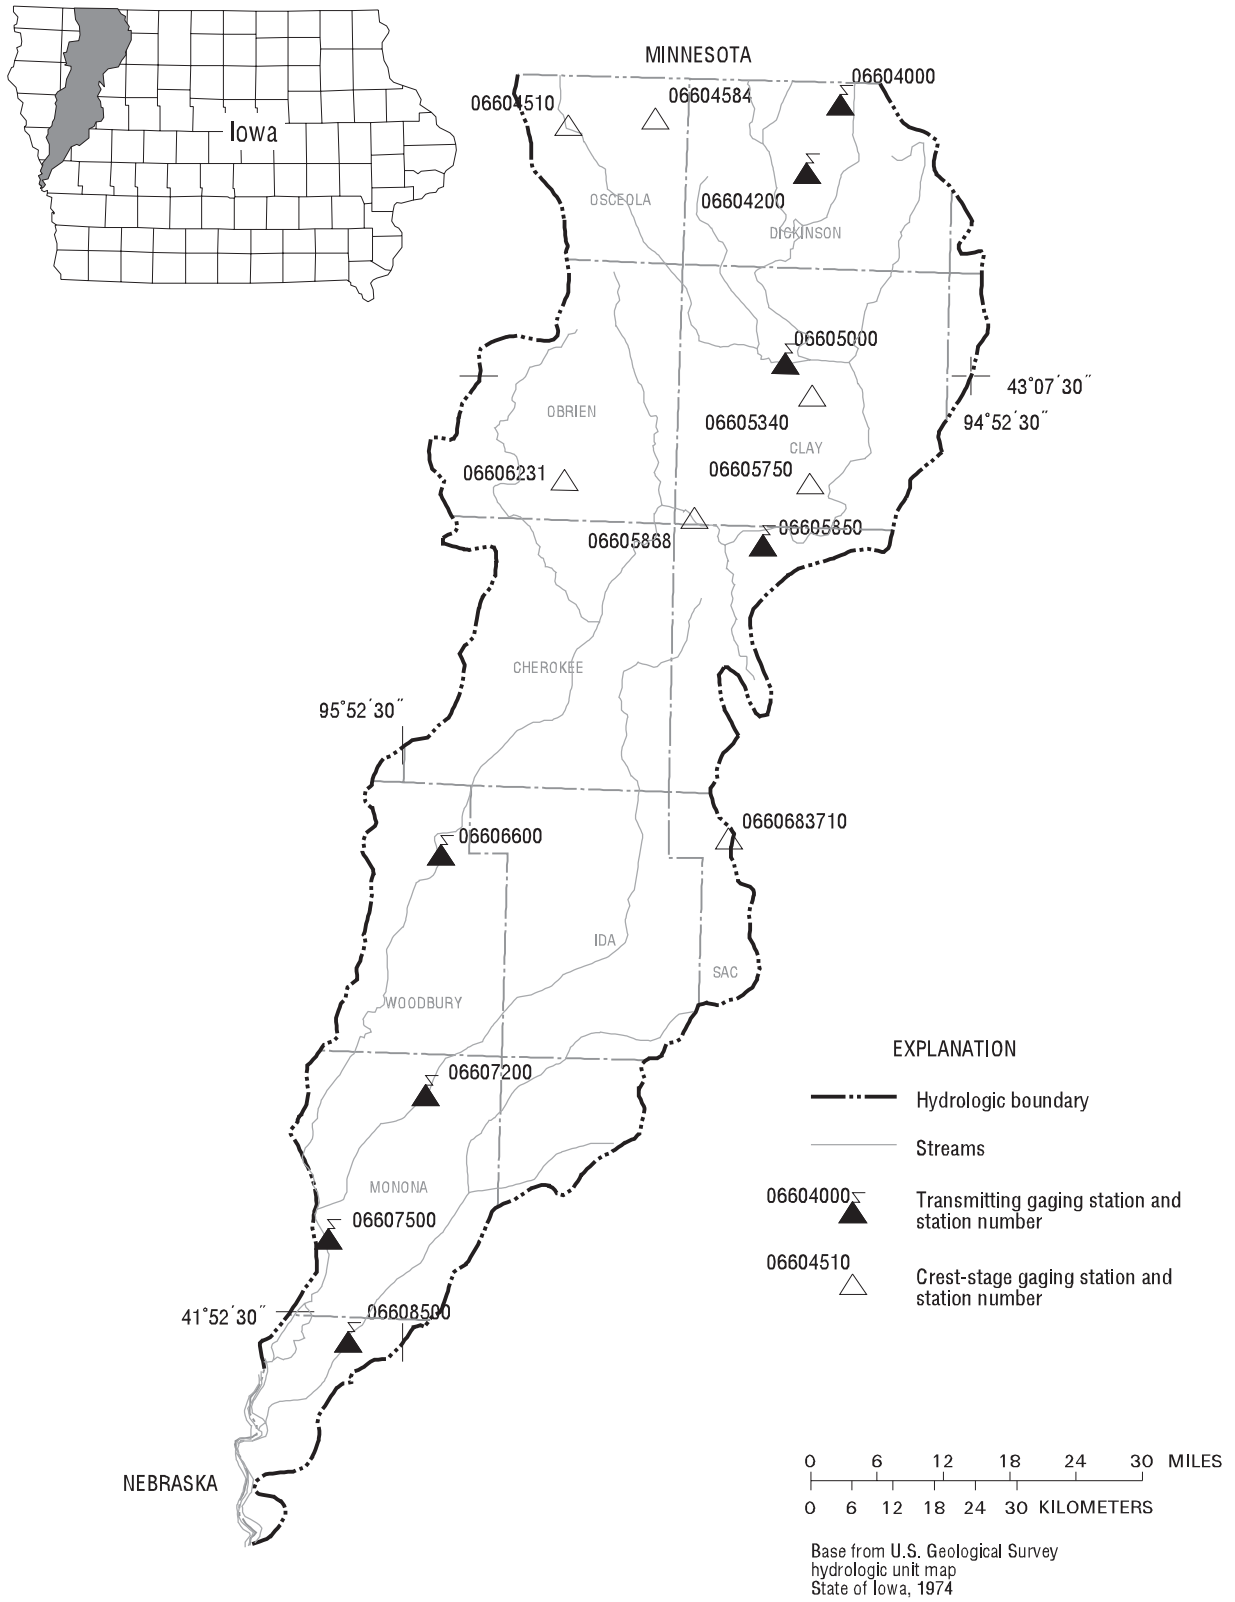 Iowa
MINNESOTA
06604000
06604510
06604584
OSCEOLA
06604200
DICKINSON
06605000
43°07'30"
OBRIEN
06605340
94°52'30"
CLAY
06606231
06605750
06605868
06605850
CHEROKEE
95°52'30"
06606600
0660683710
IDA
SAC
WOODBURY
06607200
MONONA
06607500
41°52'30"
06608500
NEBRASKA
EXPLANATION
Hydrologic boundary
Streams
06604000
Transmitting gaging station and
station number
06604510
Crest-stage gaging station and
station number
0 6 12 18 24 30 MILES
0 6 12 18 24 30 KILOMETERS
Base from U.S. Geological Survey
hydrologic unit map
State of Iowa, 1974